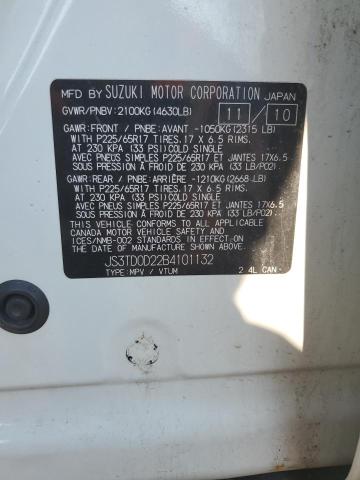 MFD BY SUZUKI MOTOR CORPORATION JAPAN
GVWR/PNBV:2100KG(4630LB) 11/10
GAWR:FRONT / PNBE:AVANT -1050KG(2315 LB)
WITH P225/65R17 TIRES. 17 X 6.5 RIMS.
AT 230 KPA (33 PSI)COLD SINGLE
AVEC PNEUS SIMPLES P225/65R17 ET JANTES 17X6.5
SOUS PRESSION À FROID DE 230 KPA (33 LB/PO2)
GAWR:REAR / PNBE:ARRIÈRE -1210KG(2668 LB)
WITH P225/65R17 TIRES. 17 X 6.5 RIMS.
AT 230 KPA (33 PSI)COLD SINGLE
AVEC PNEUS SIMPLES P225/65R17 ET JANTES 17X6.5
SOUS PRESSION À FROID DE 230 KPA (33 LB/PO2)
THIS VEHICLE CONFORMS TO ALL APPLICABLE
CANADA MOTOR VEHICLE STANDARDS IN
ICES/NMB-002 EFFECT ON THE DATE OF
MANUFACTURE.
JS3TD0D22B4101132
TYPE:MPV / VTUM 2.4L CAN-